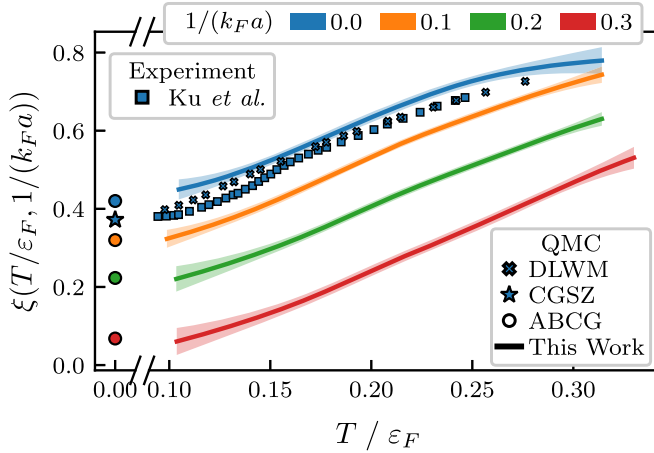 1/(k_F a) 0.0 0.1 0.2 0.3
0.8
Experiment
Ku et al.
0.6
0.4
0.2
0.0
ξ(T/ε_F, 1/(k_F a))
QMC
DLWM
CGSZ
ABCG
This Work
0.00 0.10 0.15 0.20 0.25 0.30
T / ε_F